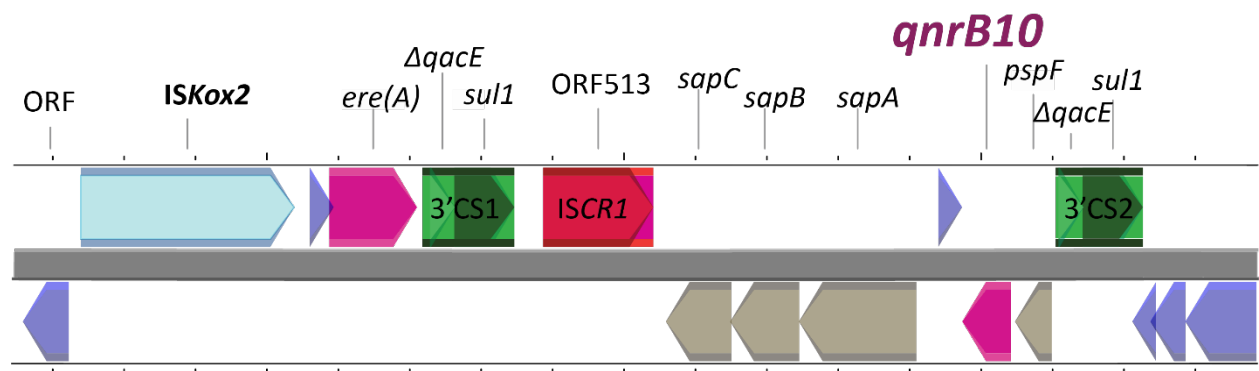 qnrB10
ΔqacE
pspF
ORF
ISKox2
ere(A)
sul1
ORF513
sapC
sapB
sapA
ΔqacE
sul1
3’CS1
ISCR1
3’CS2